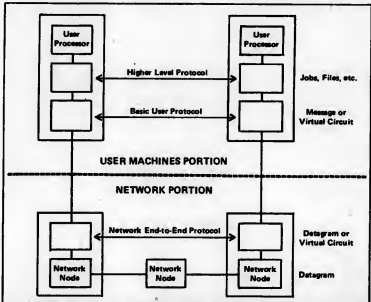 User
Processor
User
Processor
Higher Level Protocol
Jobs, Files, etc.
Basic User Protocol
Message or
Virtual Circuit
USER MACHINES PORTION
NETWORK PORTION
Network End-to-End Protocol
Datagram or
Virtual Circuit
Network
Node
Network
Node
Network
Node
Datagram